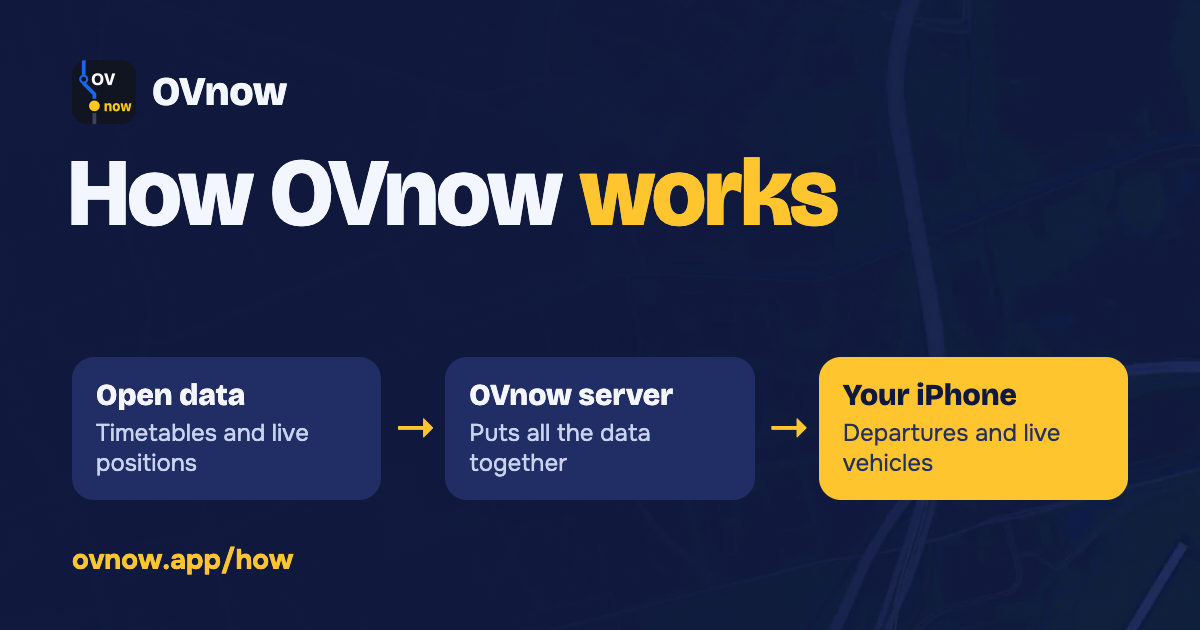 OV
now
OVnow
How OVnow works
Open data
Timetables and live
positions
→
OVnow server
Puts all the data
together
→
Your iPhone
Departures and live
vehicles
ovnow.app/how